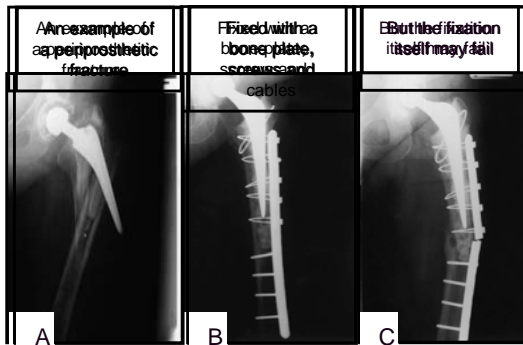 An example of
a periprosthetic
fracture
Fixed with a
bone plate,
screws and
cables
But the fixation
itself may fail
A
B
C